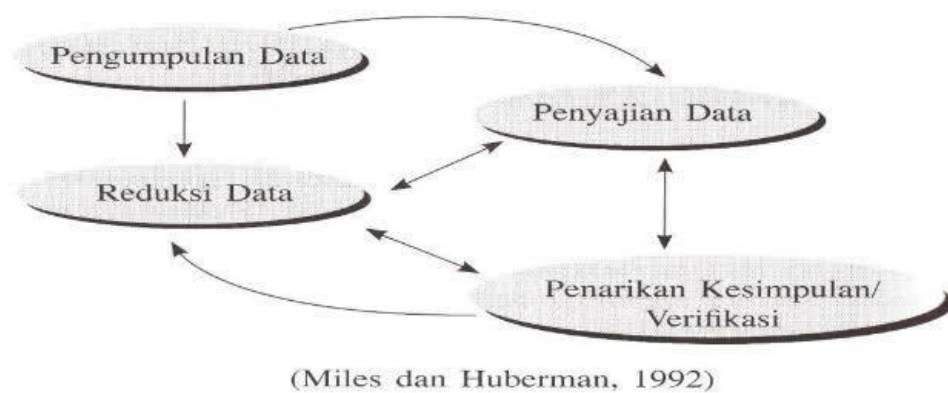 Pengumpulan Data
Penyajian Data
Reduksi Data
Penarikan Kesimpulan/
Verifikasi
(Miles dan Huberman, 1992)